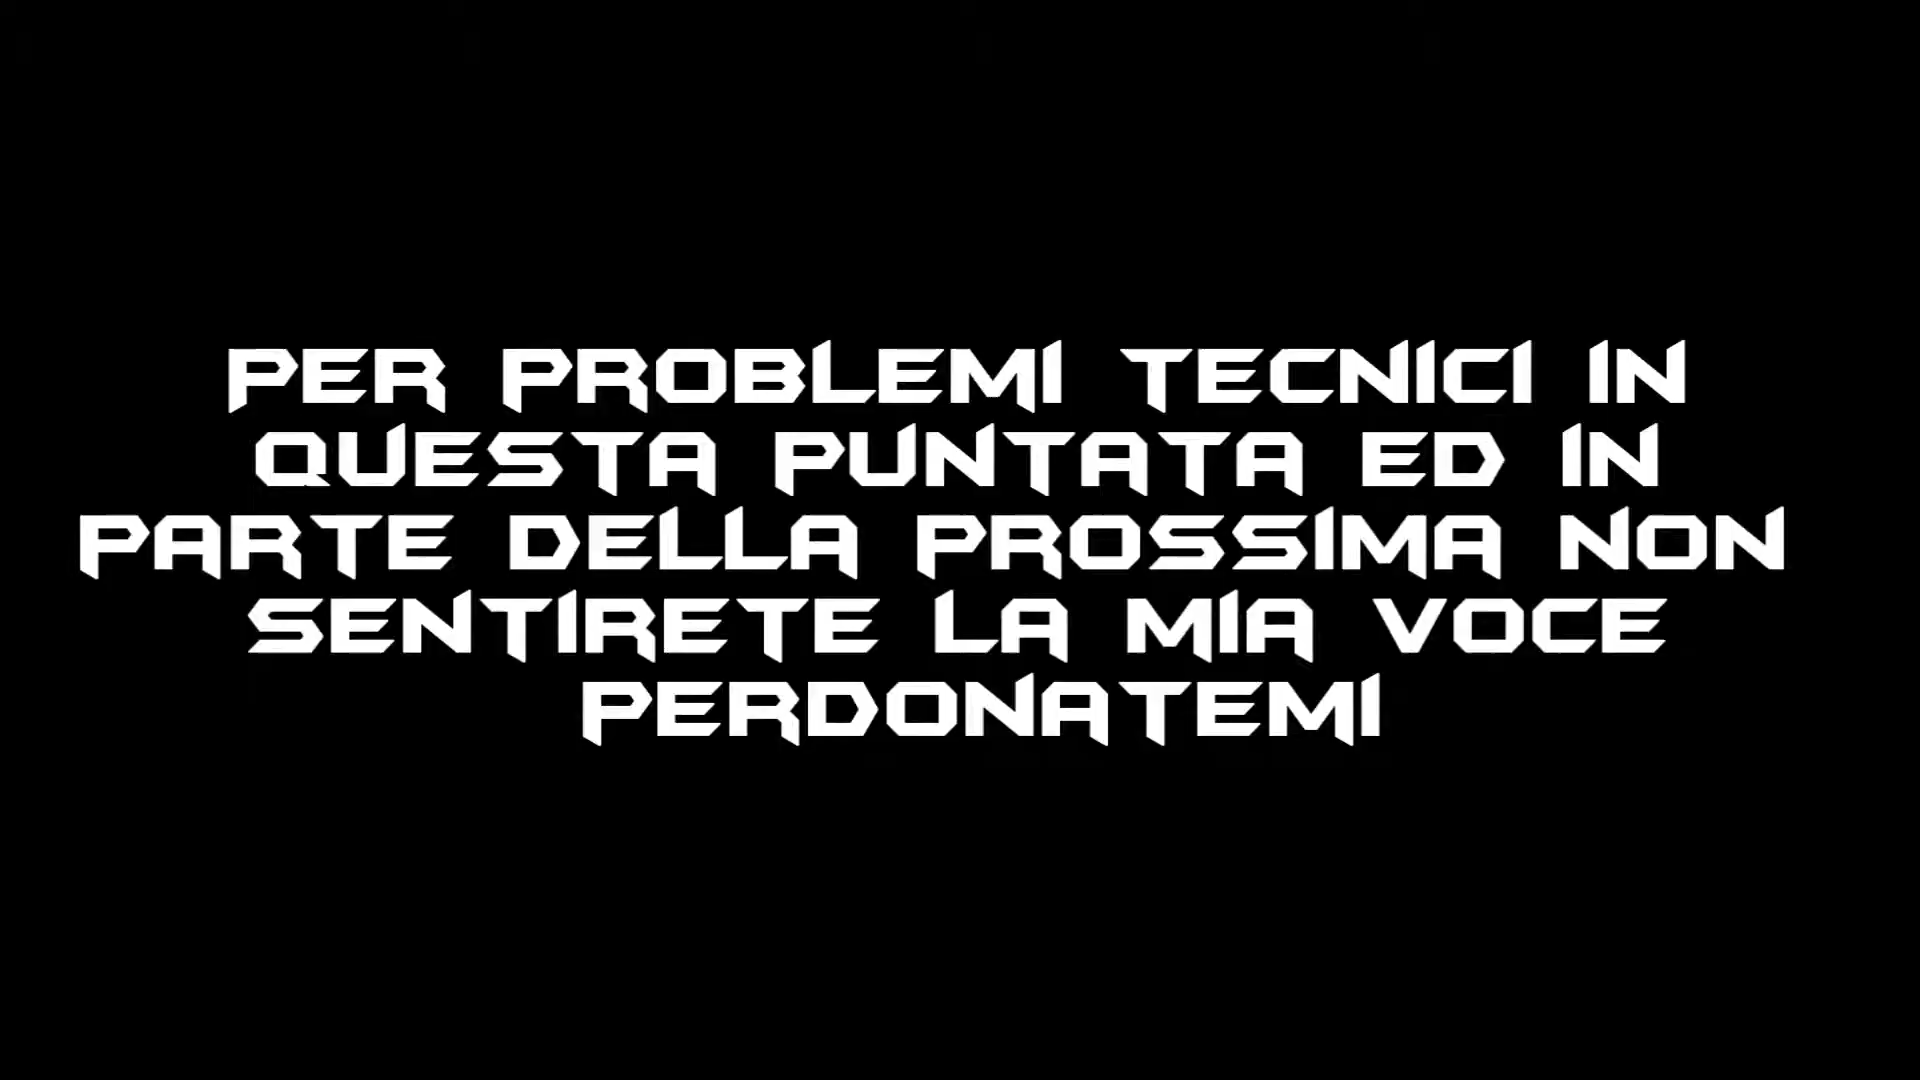 PER PROBLEMI TECNICI IN
QUESTA PUNTATA ED IN
PARTE DELLA PROSSIMA NON
SENTIRETE LA MIA VOCE
PERDONATEMI